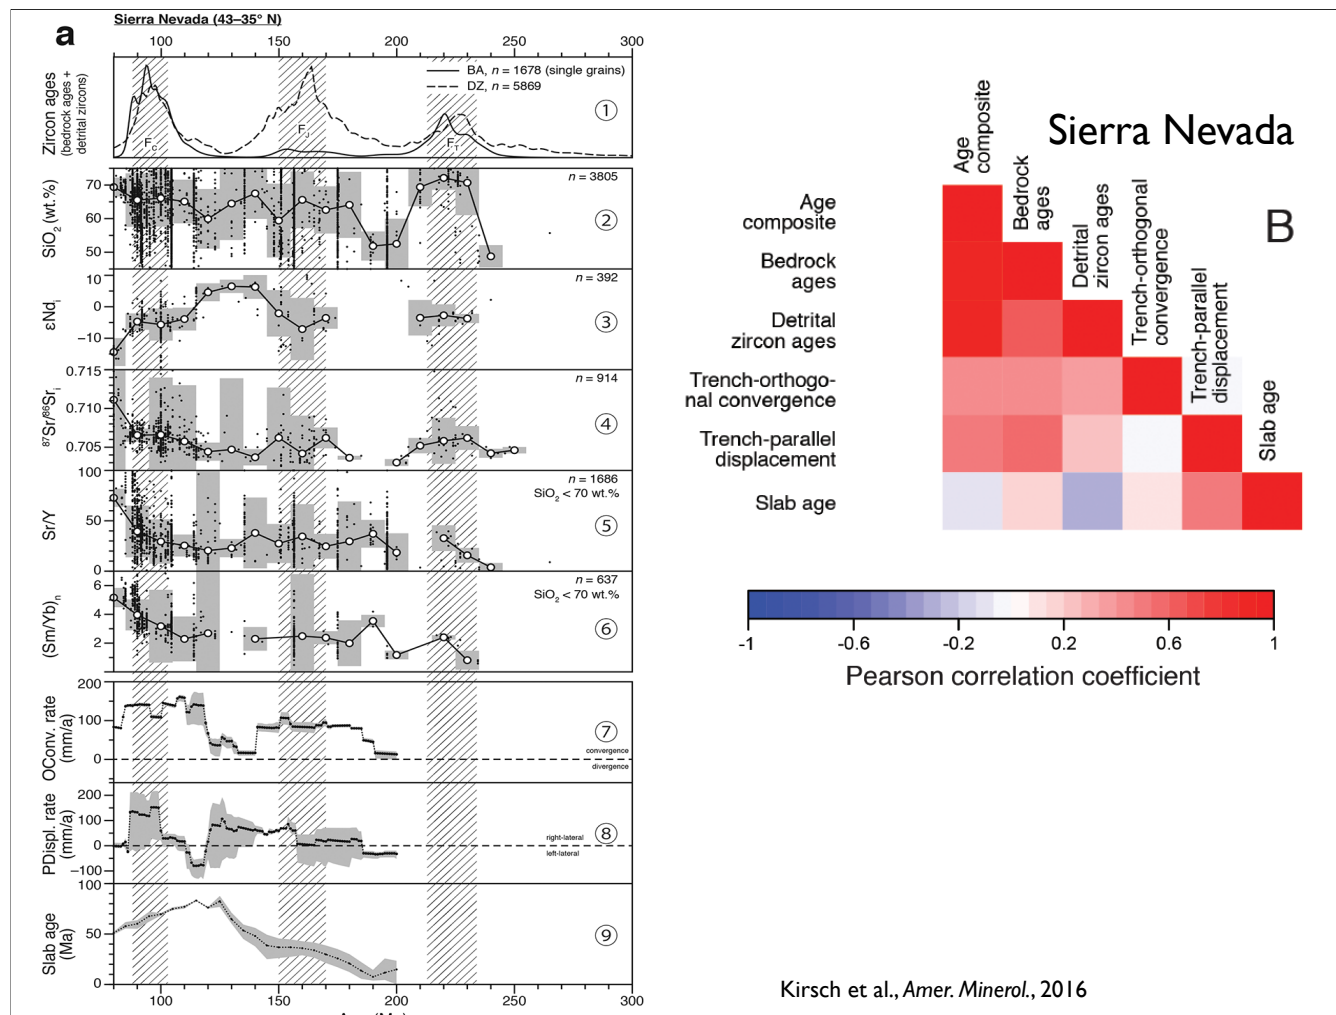 Sierra Nevada (43–35° N)
a
100 150 200 250 300
Zircon ages
(bedrock ages +
detrital zircons)
BA, n = 1678 (single grains)
DZ, n = 5869
F_C
F_J
F_T
①
SiO₂ (wt.%)
70
60
50
n = 3805
②
εNdᵢ
10
0
−10
n = 392
③
⁸⁷Sr/⁸⁶Srᵢ
0.715
0.710
0.705
n = 914
④
Sr/Y
100
50
0
n = 1686
SiO₂ < 70 wt.%
⑤
(Sm/Yb)ₙ
6
4
2
n = 637
SiO₂ < 70 wt.%
⑥
OConv. rate
(mm/a)
200
100
0
convergence
divergence
⑦
PDispl. rate
(mm/a)
200
100
0
−100
right-lateral
left-lateral
⑧
Slab age
(Ma)
100
50
0
⑨
100 150 200 250 300
Sierra Nevada
B
Age
composite
Bedrock
ages
Detrital
zircon ages
Trench-orthogonal
convergence
Trench-parallel
displacement
Slab age
Age
composite
Bedrock
ages
Detrital
zircon ages
Trench-orthogo-
nal convergence
Trench-parallel
displacement
Slab age
-1 -0.6 -0.2 0.2 0.6 1
Pearson correlation coefficient
Kirsch et al., Amer. Minerol., 2016